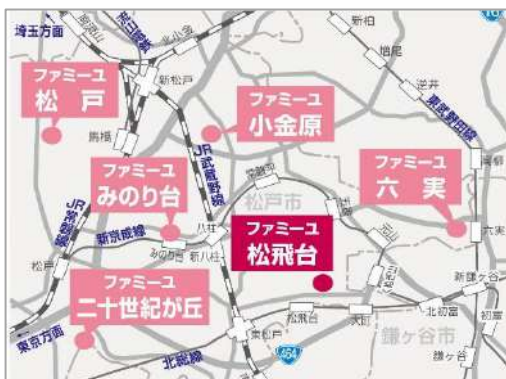 埼玉方面
流山線
北小金
新柏
16
増尾
逆井
東武野田線
新松戸
ファミーユ
松戸
馬橋
ファミーユ
小金原
JR武蔵野線
常盤平
松戸市
五香
ファミーユ
みのり台
新京成線
八柱
みのり台
新八柱
松戸
ファミーユ
松飛台
元山
ファミーユ
六実
高柳
六実
ファミーユ
二十世紀が丘
東京方面
北総線
東松戸
464
松飛台
大町
鎌ヶ谷市
北初富
新鎌ヶ谷
初富
鎌ヶ谷